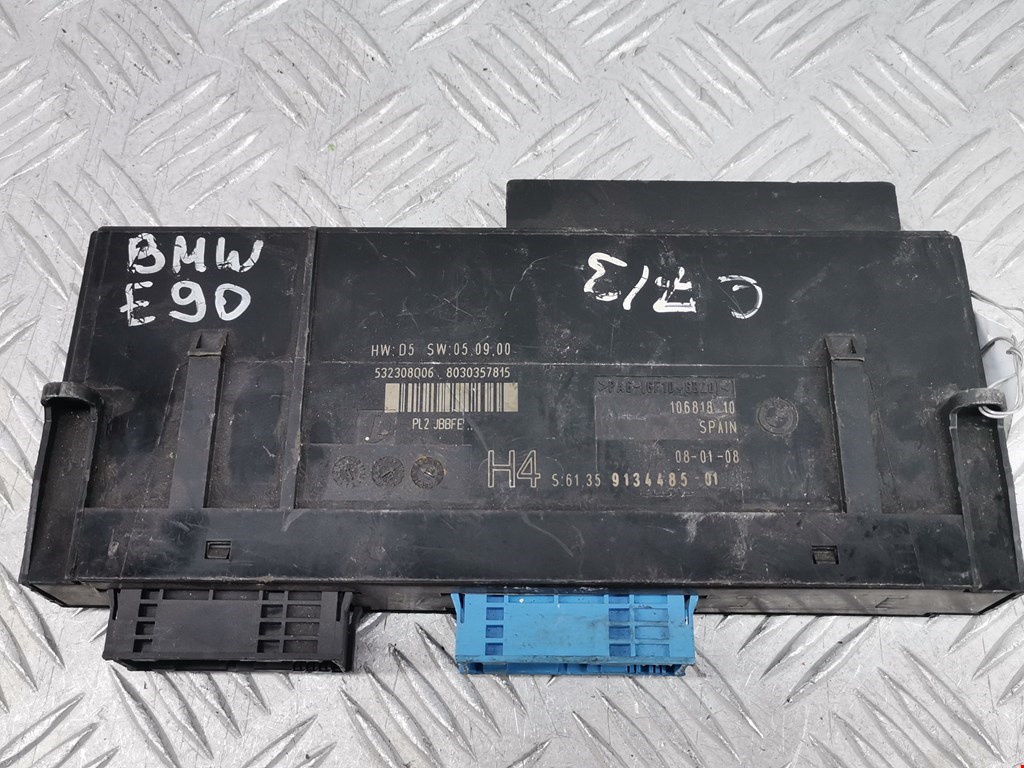 BMW
E90
HW:D5 SW:05.09.00
532308006 8030357815
PL2 JBBFE
106818 10
SPAIN
08-01-08
H4 S:61.35 9134485-01